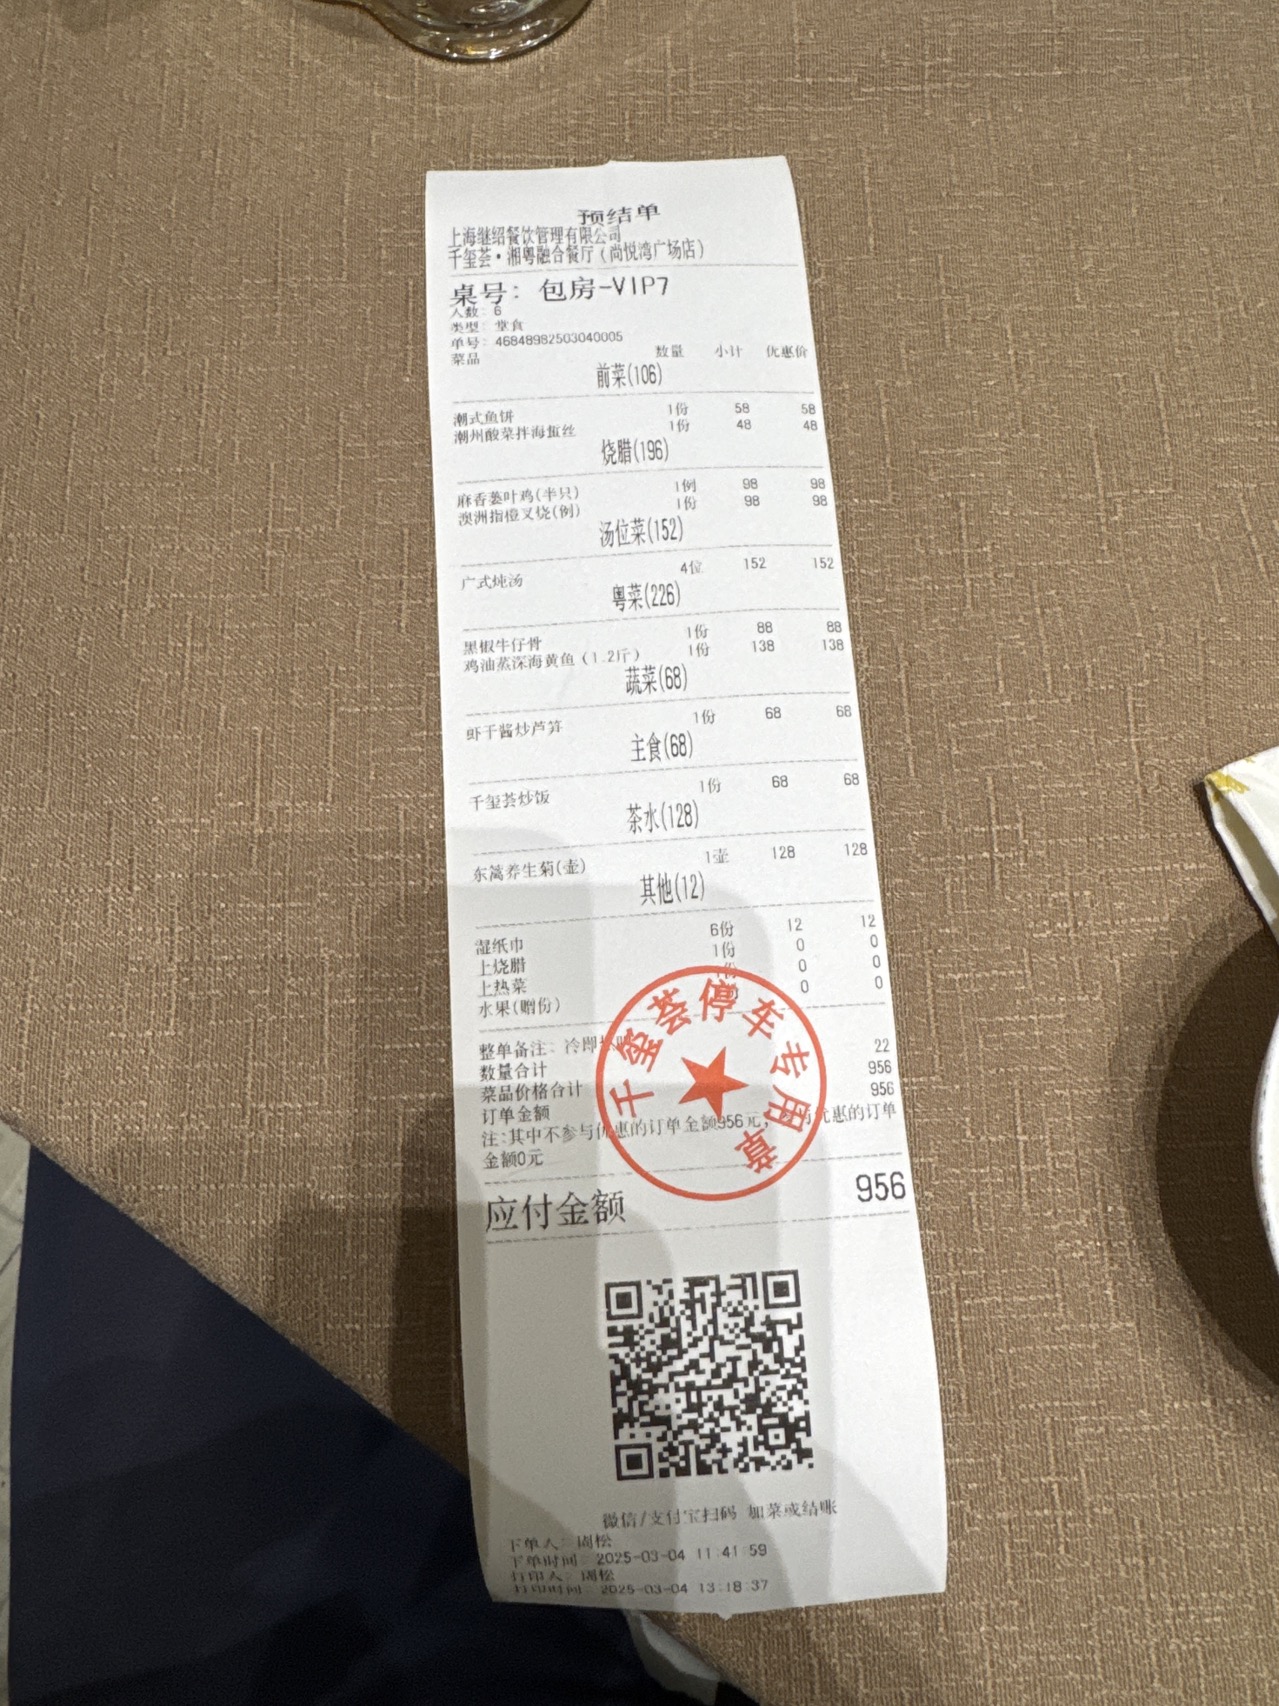 预结单
上海继绍餐饮管理有限公司
千玺荟·湘粤融合餐厅(尚悦湾广场店)
桌号: 包房-VIP7
人数: 6
类型: 堂食
单号: 46848982503040005
菜品 数量 小计 优惠价
前菜(106)
潮式鱼饼 1份 58 58
潮州酸菜拌海蜇丝 1份 48 48
烧腊(196)
麻香蒌叶鸡(半只) 1例 98 98
澳洲指橙叉烧(例) 1份 98 98
汤位菜(152)
广式炖汤 4位 152 152
粤菜(226)
黑椒牛仔骨 1份 88 88
鸡油蒸深海黄鱼(1.2斤) 1份 138 138
蔬菜(68)
虾干酱炒芦笋 1份 68 68
主食(68)
千玺荟炒饭 1份 68 68
茶水(128)
东篱养生菊(壶) 1壶 128 128
其他(12)
湿纸巾 6份 12 12
上烧腊 1份 0 0
上热菜 份 0 0
水果(赠份) 0 0
千玺荟停车专用章
整单备注: 冷即
数量合计 22
菜品价格合计 956
订单金额 956
注:其中不参与优惠的订单金额956元, 优惠的订单
金额0元
应付金额 956
微信/支付宝扫码 加菜或结账
下单人: 周松
下单时间: 2025-03-04 11:41:59
打印人: 周松
打印时间: 2025-03-04 13:18:37